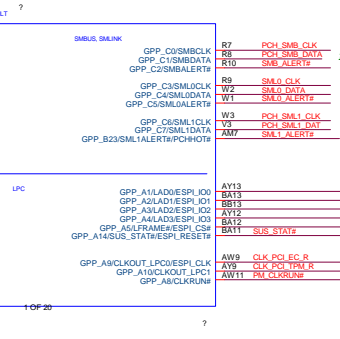 ?
LT
SMBUS, SMLINK
GPP_C0/SMBCLK R7 PCH_SMB_CLK
GPP_C1/SMBDATA R8 PCH_SMB_DATA
GPP_C2/SMBALERT# R10 SMB_ALERT#
GPP_C3/SML0CLK R9 SML0_CLK
GPP_C4/SML0DATA W2 SML0_DATA
GPP_C5/SML0ALERT# W1 SML0_ALERT#
GPP_C6/SML1CLK W3 PCH_SML1_CLK
GPP_C7/SML1DATA V3 PCH_SML1_DAT
GPP_B23/SML1ALERT#/PCHHOT# AM7 SML1_ALERT#
LPC
GPP_A1/LAD0/ESPI_IO0 AY13
GPP_A2/LAD1/ESPI_IO1 BA13
GPP_A3/LAD2/ESPI_IO2 BB13
GPP_A4/LAD3/ESPI_IO3 AY12
GPP_A5/LFRAME#/ESPI_CS# BA12
GPP_A14/SUS_STAT#/ESPI_RESET# BA11 SUS_STAT#
GPP_A9/CLKOUT_LPC0/ESPI_CLK AW9 CLK_PCI_EC_R
GPP_A10/CLKOUT_LPC1 AY9 CLK_PCI_TPM_R
GPP_A8/CLKRUN# AW11 PM_CLKRUN#
1 OF 20
?